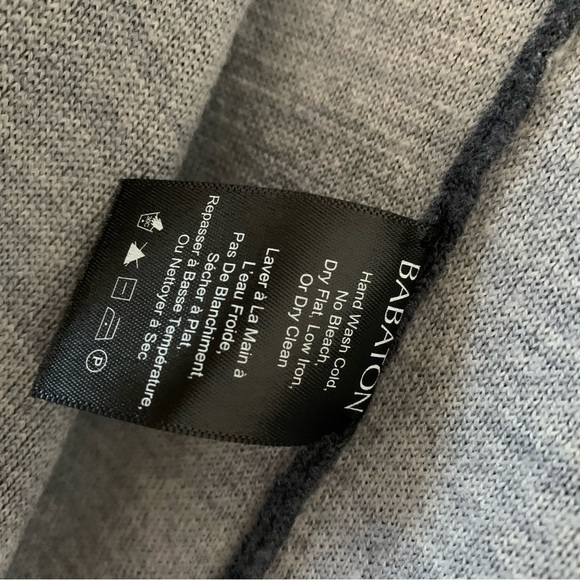 BABATON
Hand Wash Cold,
No Bleach,
Dry Flat, Low Iron,
Or Dry Clean
Laver à La Main à
L'eau Froide,
Pas De Blanchiment,
Sécher à Plat,
Repasser à Basse Température,
Ou Nettoyer à Sec
P